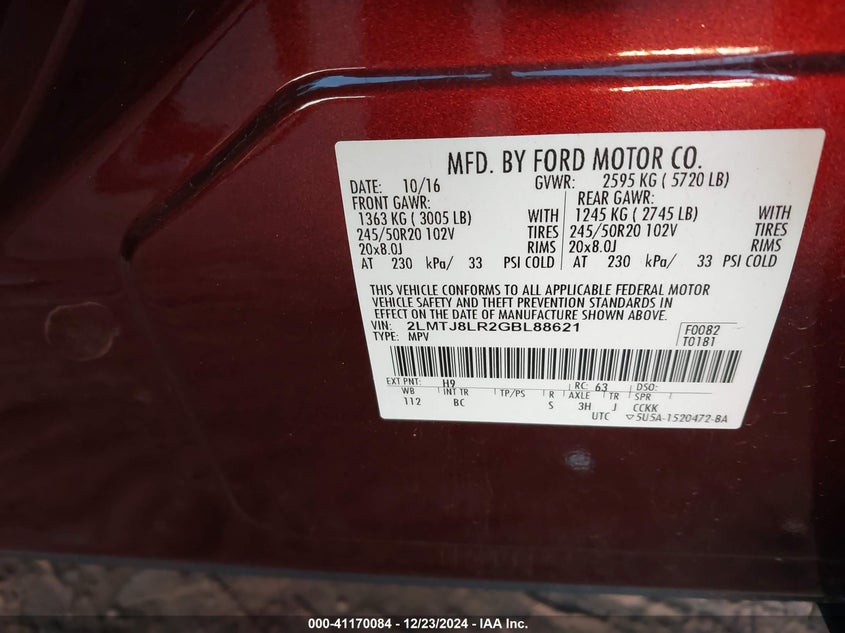 MFD. BY FORD MOTOR CO.
DATE: 10/16 GVWR: 2595 KG ( 5720 LB)
FRONT GAWR: REAR GAWR:
1363 KG ( 3005 LB) WITH 1245 KG ( 2745 LB) WITH
245/50R20 102V TIRES 245/50R20 102V TIRES
20x8.0J RIMS 20x8.0J RIMS
AT 230 kPa/ 33 PSI COLD AT 230 kPa/ 33 PSI COLD
THIS VEHICLE CONFORMS TO ALL APPLICABLE FEDERAL MOTOR
VEHICLE SAFETY AND THEFT PREVENTION STANDARDS IN
EFFECT ON THE DATE OF MANUFACTURE SHOWN ABOVE.
VIN: 2LMTJ8LR2GBL88621 F0082
TYPE: MPV T0181
EXT PNT: H9 RC: 63 DSO:
WB INT TR TP/PS R AXLE TR SPR
112 BC S 3H J CCKK
UTC ▽5U5A-1520472-BA
000-41170084 - 12/23/2024 - IAA Inc.